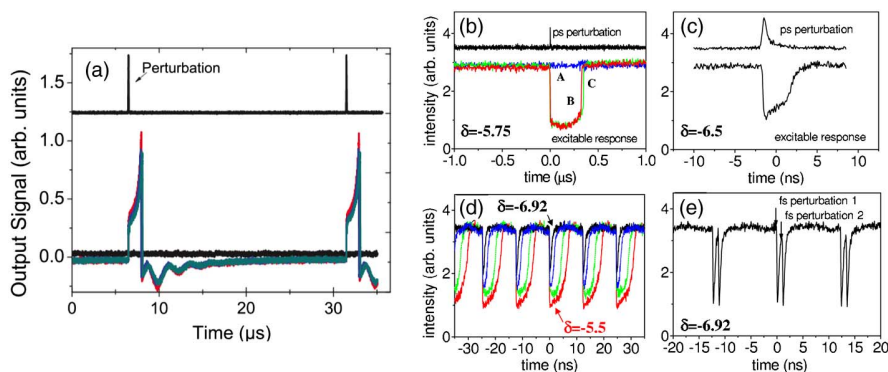 (a)
Perturbation
Output Signal (arb. units)
1.5
1.0
0.5
0.0
0 10 20 30
Time (µs)
(b)
ps perturbation
intensity (arb. units)
4
3
2
1
0
A
B
C
δ=-5.75
excitable response
-1.0 -0.5 0.0 0.5 1.0
time (µs)
(c)
ps perturbation
4
3
2
1
0
δ=-6.5
excitable response
-10 -5 0 5 10
time (ns)
(d)
δ=-6.92
intensity (arb. units)
4
3
2
1
0
δ=-5.5
-30 -20 -10 0 10 20 30
time (ns)
(e)
fs perturbation 1
fs perturbation 2
4
3
2
1
0
δ=-6.92
-20 -15 -10 -5 0 5 10 15 20
time (ns)